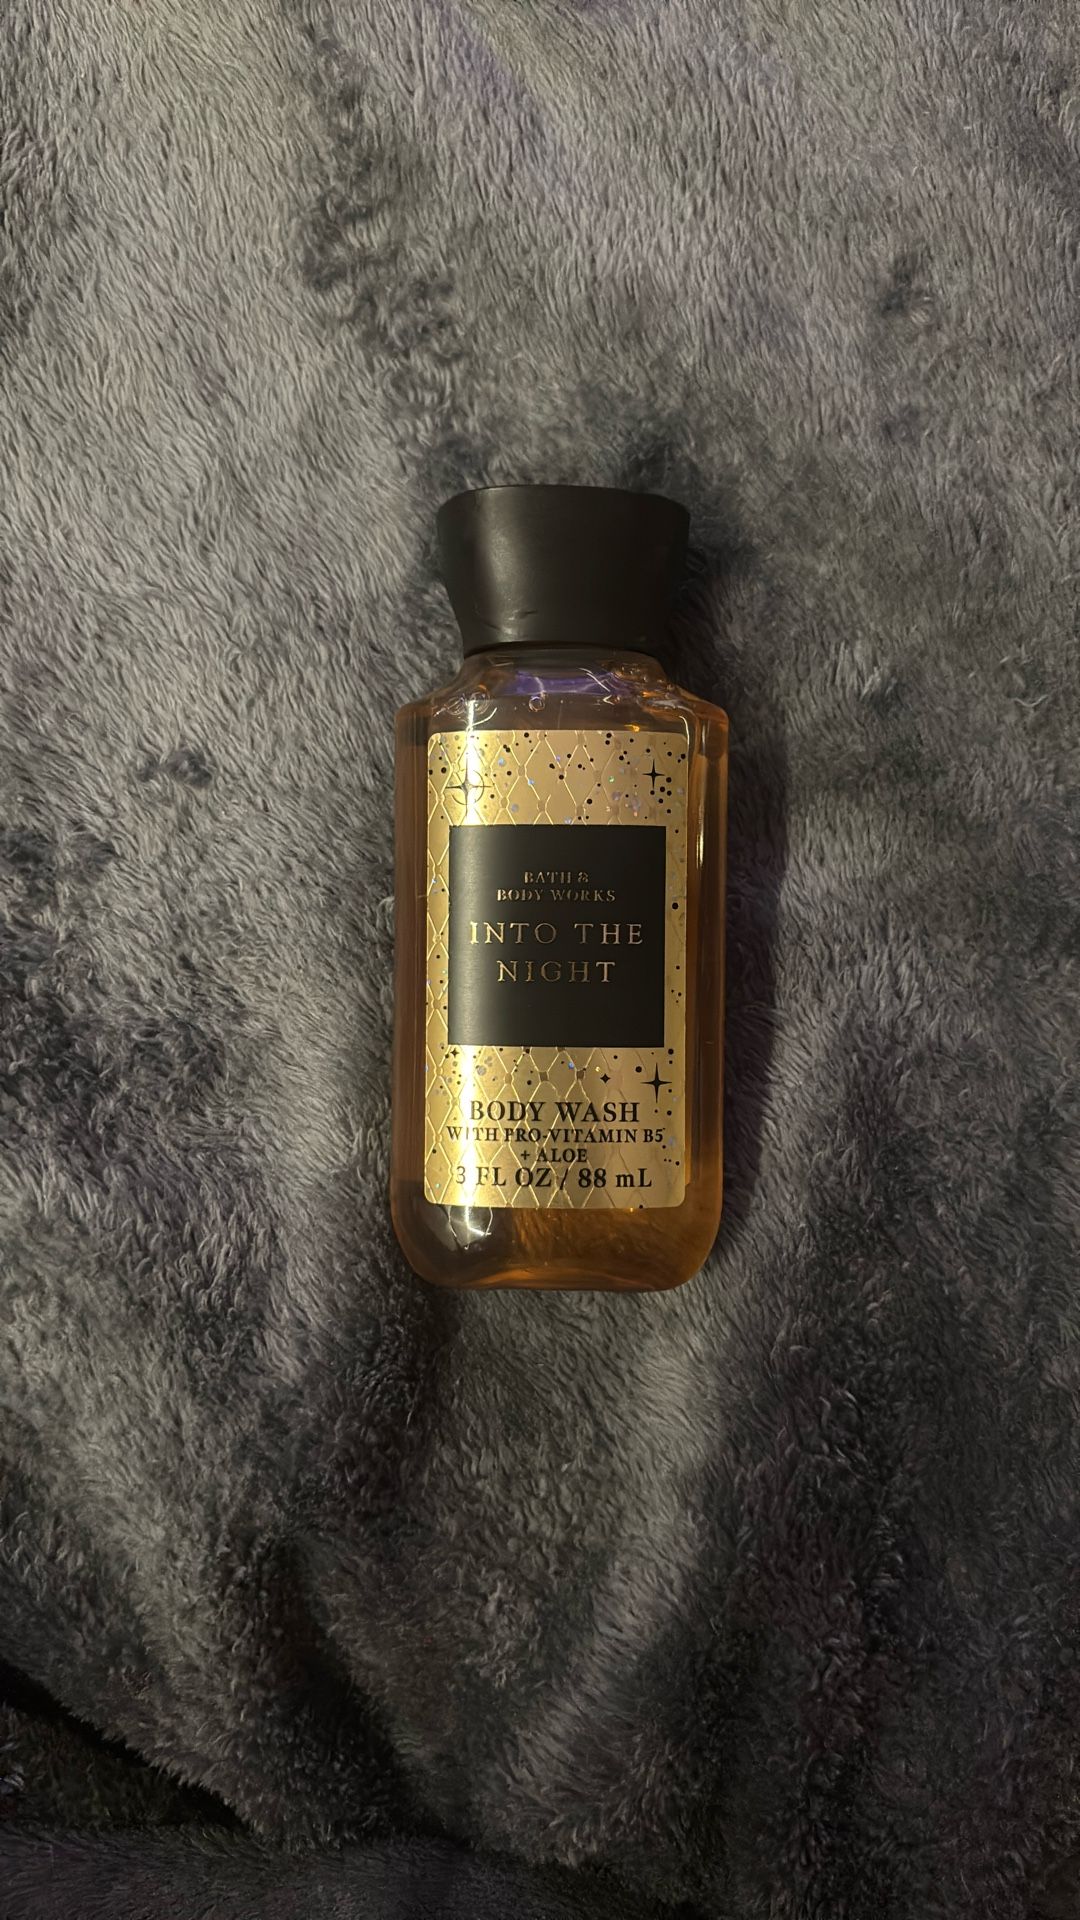 BATH &
BODY WORKS
INTO THE
NIGHT
BODY WASH
WITH PRO-VITAMIN B5
+ ALOE
3 FL OZ / 88 mL